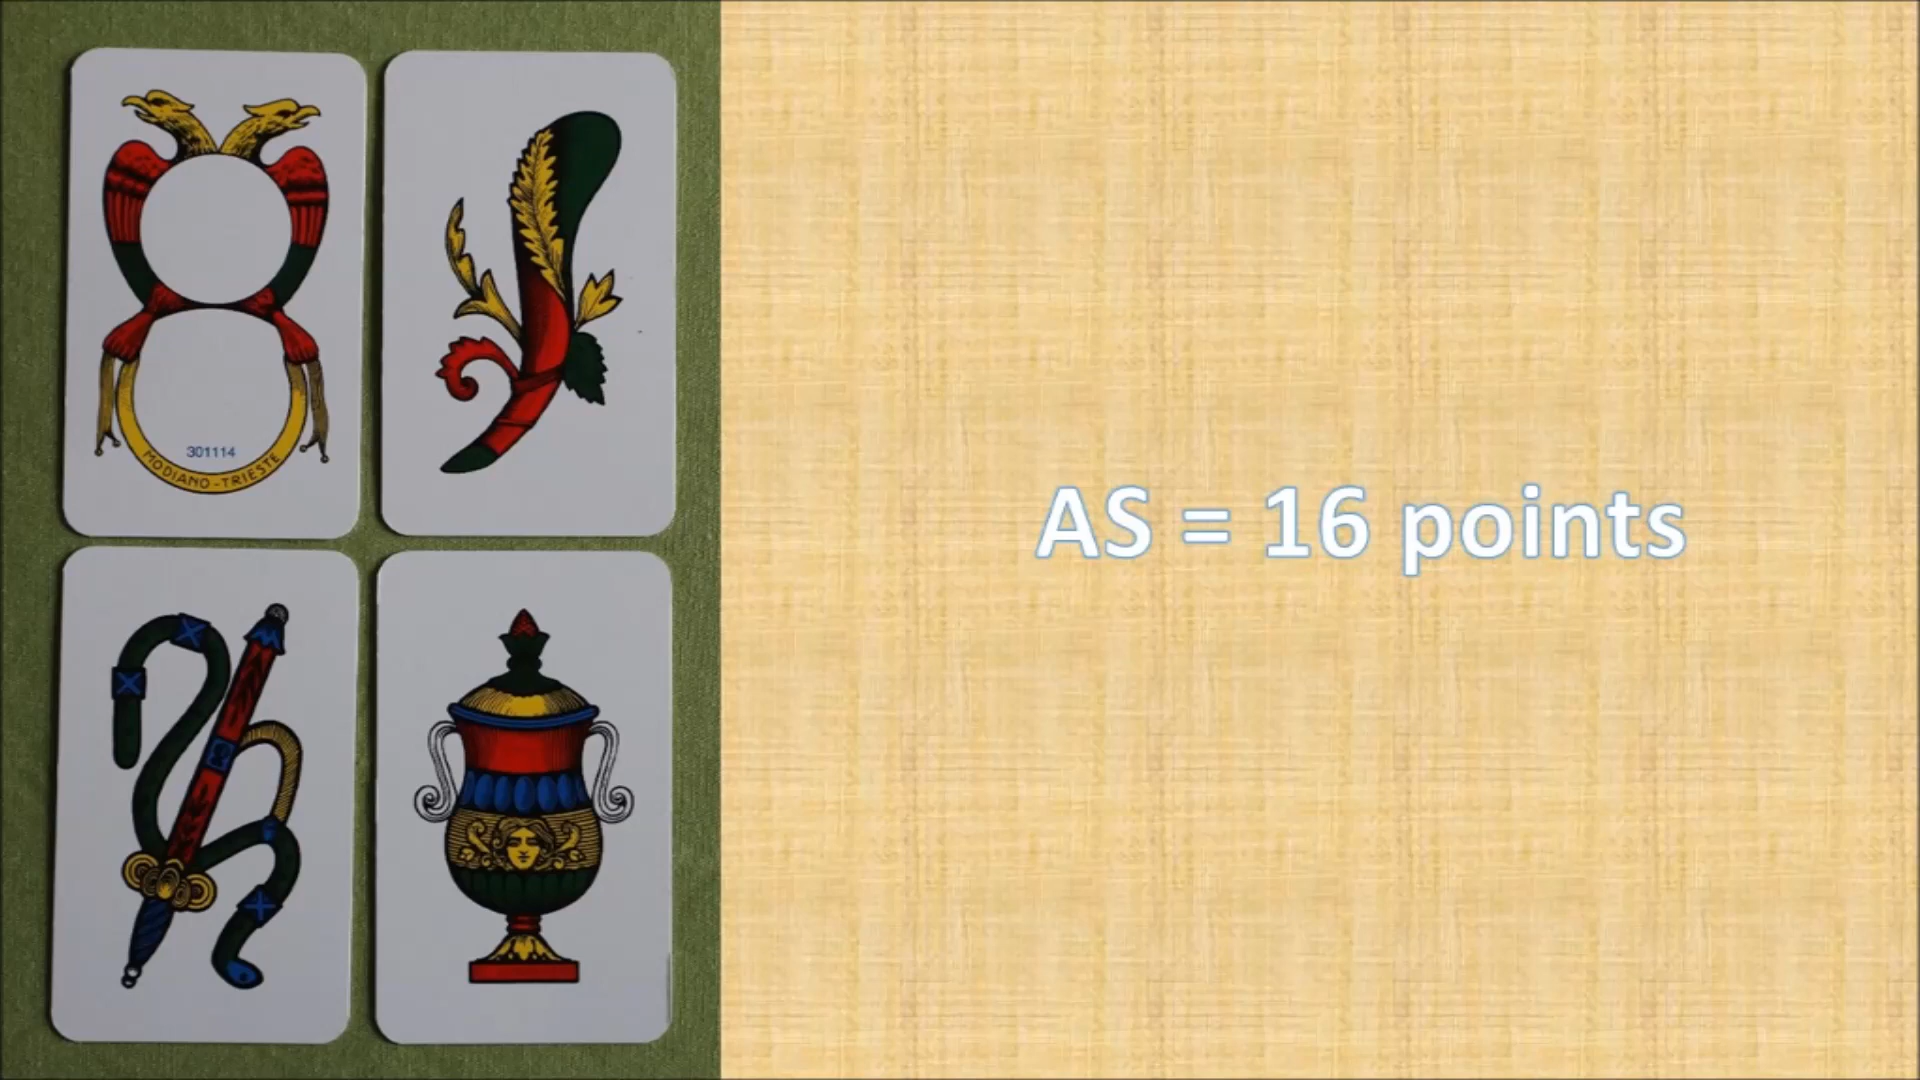 301114
MODIANO - TRIESTE
AS = 16 points